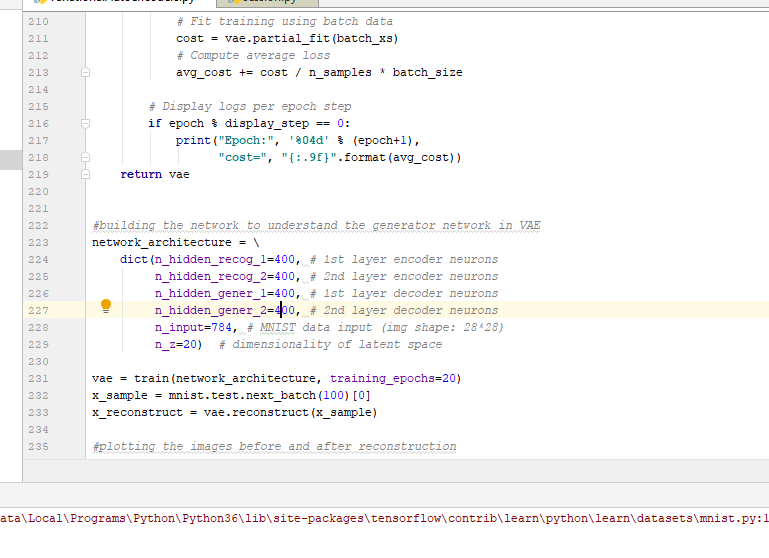 210 # Fit training using batch data
211 cost = vae.partial_fit(batch_xs)
212 # Compute average loss
213 avg_cost += cost / n_samples * batch_size
214
215 # Display logs per epoch step
216 if epoch % display_step == 0:
217 print("Epoch:", '%04d' % (epoch+1),
218 "cost=", "{:.9f}".format(avg_cost))
219 return vae
220
221
222 #building the network to understand the generator network in VAE
223 network_architecture = \
224 dict(n_hidden_recog_1=400, # 1st layer encoder neurons
225 n_hidden_recog_2=400, # 2nd layer encoder neurons
226 n_hidden_gener_1=400, # 1st layer decoder neurons
227 n_hidden_gener_2=400, # 2nd layer decoder neurons
228 n_input=784, # MNIST data input (img shape: 28*28)
229 n_z=20) # dimensionality of latent space
230
231 vae = train(network_architecture, training_epochs=20)
232 x_sample = mnist.test.next_batch(100)[0]
233 x_reconstruct = vae.reconstruct(x_sample)
234
235 #plotting the images before and after reconstruction
ata\Local\Programs\Python\Python36\lib\site-packages\tensorflow\contrib\learn\python\learn\datasets\mnist.py:1